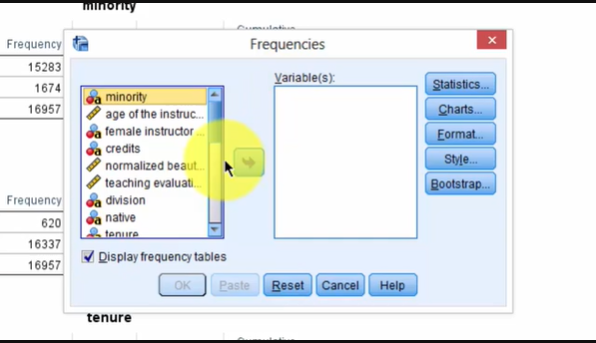 minority
Cumulative
Frequency
15283
1674
16957
Frequency
620
16337
16957
Frequencies
minority
age of the instruc...
female instructor ...
credits
normalized beaut...
teaching evaluati...
division
native
tenure
Variable(s):
Statistics...
Charts...
Format...
Style...
Bootstrap...
Display frequency tables
OK
Paste
Reset
Cancel
Help
tenure
Cumulative